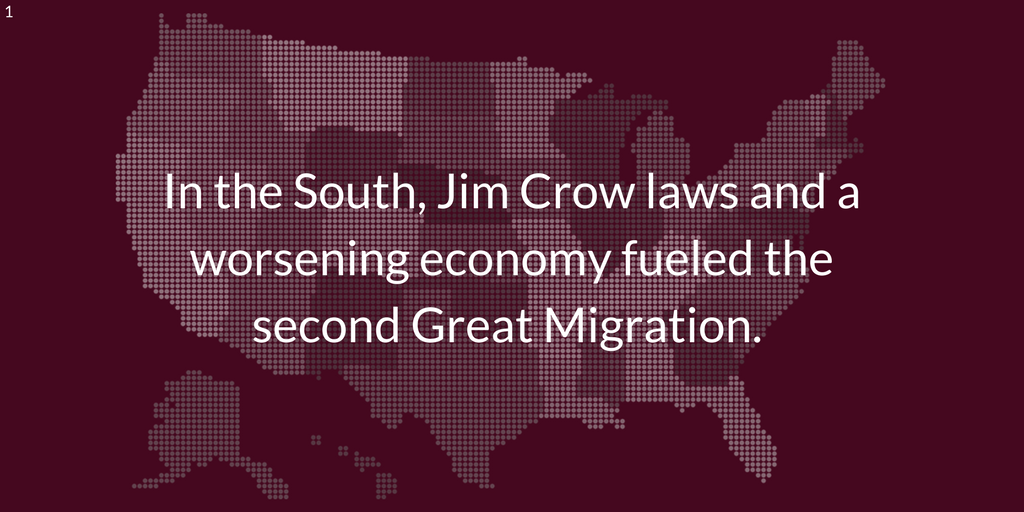 1
In the South, Jim Crow laws and a
worsening economy fueled the
second Great Migration.